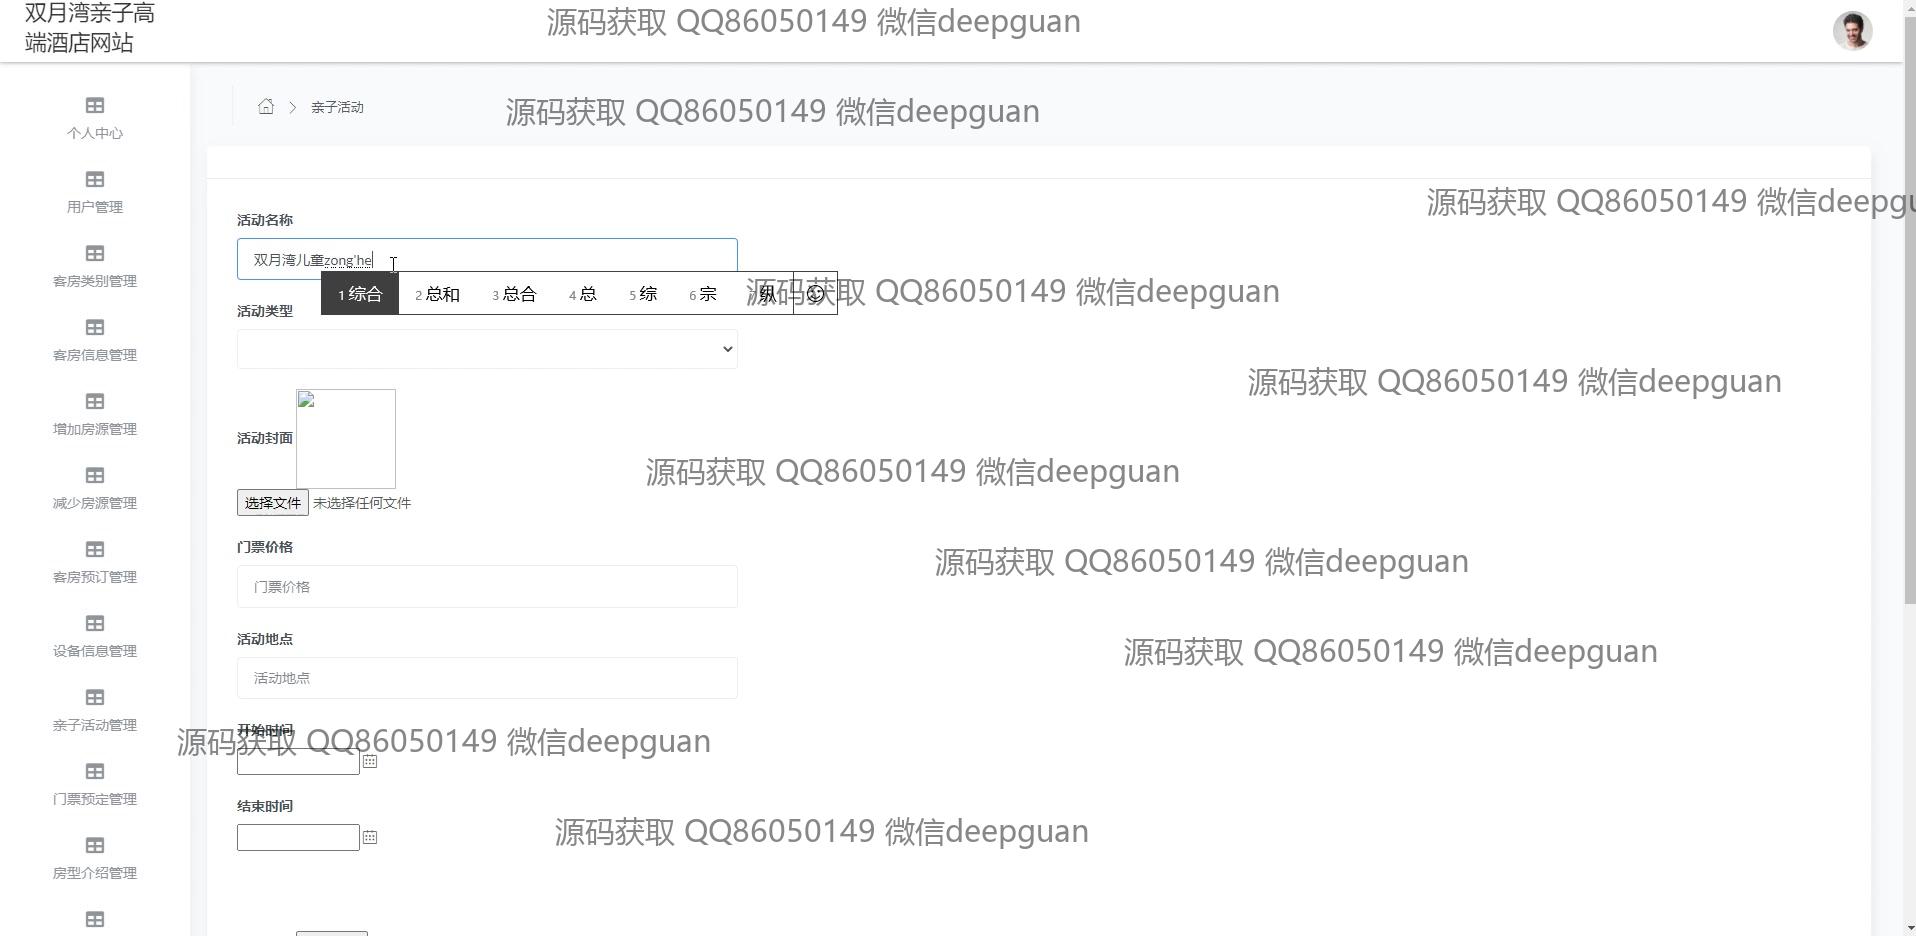 双月湾亲子高
端酒店网站
源码获取 QQ86050149 微信deepguan
亲子活动
源码获取 QQ86050149 微信deepguan
个人中心
用户管理
客房类别管理
客房信息管理
增加房源管理
减少房源管理
客房预订管理
设备信息管理
亲子活动管理
门票预定管理
房型介绍管理
源码获取 QQ86050149 微信deepgu
活动名称
双月湾儿童zong'he
1 综合 2 总和 3 总合 4 总 5 综 6 宗 纵
源码获取 QQ86050149 微信deepguan
活动类型
源码获取 QQ86050149 微信deepguan
活动封面
源码获取 QQ86050149 微信deepguan
选择文件 未选择任何文件
门票价格
源码获取 QQ86050149 微信deepguan
门票价格
活动地点
源码获取 QQ86050149 微信deepguan
活动地点
开始时间
源码获取 QQ86050149 微信deepguan
结束时间
源码获取 QQ86050149 微信deepguan